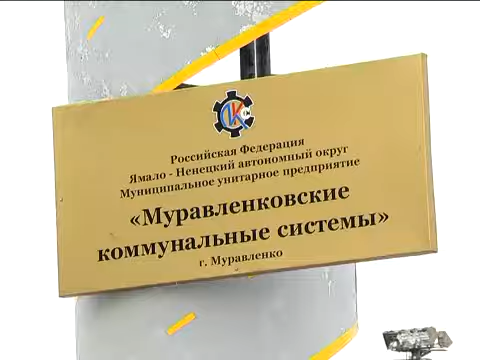 Российская Федерация
Ямало - Ненецкий автономный округ
Муниципальное унитарное предприятие
«Муравленковские
коммунальные системы»
г. Муравленко